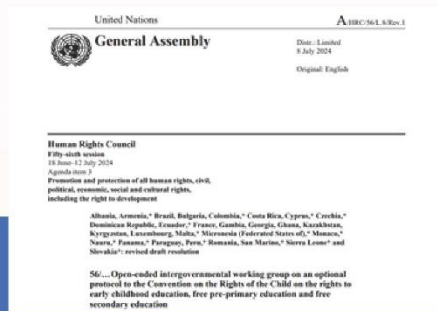 United Nations
A/HRC/56/L.8/Rev.1
General Assembly
Distr.: Limited
8 July 2024
Original: English
Human Rights Council
Fifty-sixth session
18 June–12 July 2024
Agenda item 3
Promotion and protection of all human rights, civil,
political, economic, social and cultural rights,
including the right to development
Albania, Armenia,* Brazil, Bulgaria, Colombia,* Costa Rica, Cyprus,* Czechia,*
Dominican Republic, Ecuador,* France, Gambia, Georgia, Ghana, Kazakhstan,
Kyrgyzstan, Luxembourg, Malta,* Micronesia (Federated States of),* Monaco,*
Nauru,* Panama,* Paraguay, Peru,* Romania, San Marino,* Sierra Leone* and
Slovakia*: revised draft resolution
56/… Open-ended intergovernmental working group on an optional
protocol to the Convention on the Rights of the Child on the rights to
early childhood education, free pre-primary education and free
secondary education